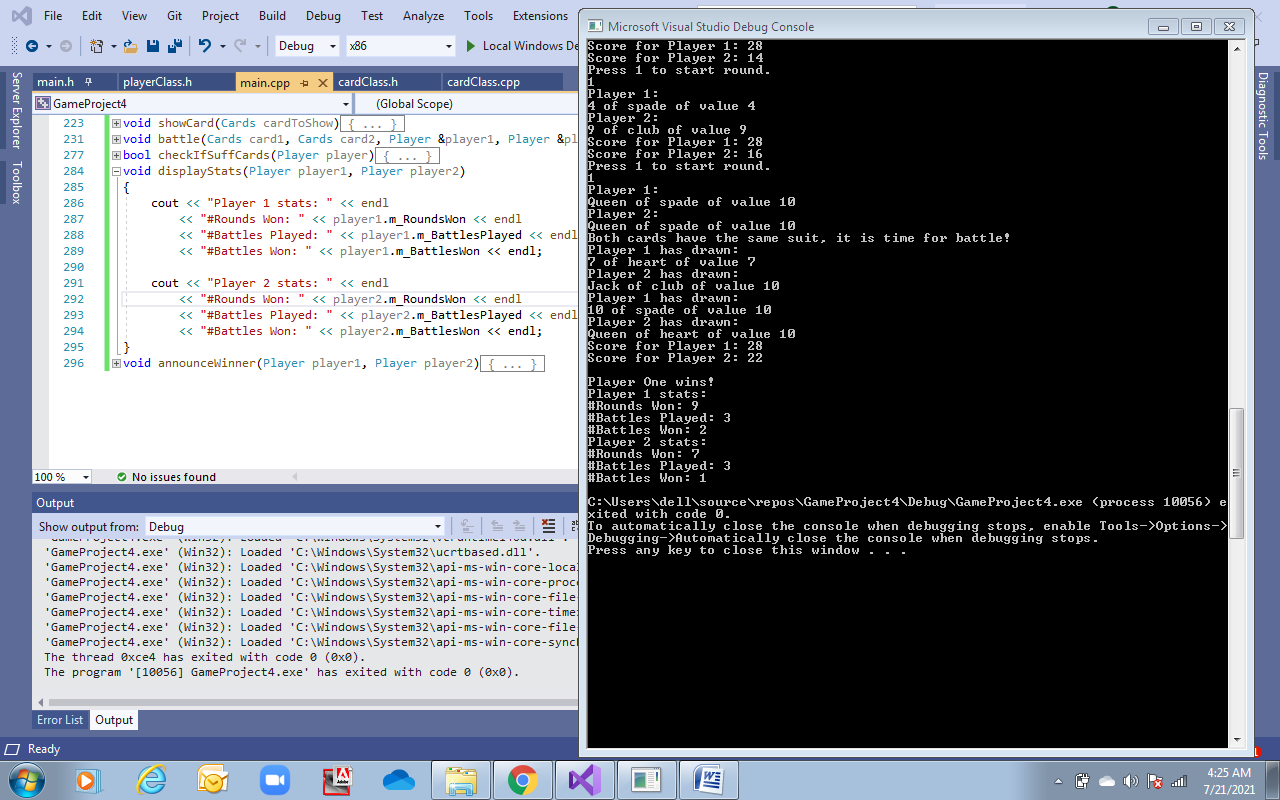 File Edit View Git Project Build Debug Test Analyze Tools Extensions
Debug x86 Local Windows De
main.h playerClass.h main.cpp cardClass.h cardClass.cpp
GameProject4 (Global Scope)
223 void showCard(Cards cardToShow) { ... }
231 void battle(Cards card1, Cards card2, Player &player1, Player &pl
277 bool checkIfSuffCards(Player player) { ... }
284 void displayStats(Player player1, Player player2)
285 {
286 cout << "Player 1 stats: " << endl
287 << "#Rounds Won: " << player1.m_RoundsWon << endl
288 << "#Battles Played: " << player1.m_BattlesPlayed << endl
289 << "#Battles Won: " << player1.m_BattlesWon << endl;
290
291 cout << "Player 2 stats: " << endl
292 << "#Rounds Won: " << player2.m_RoundsWon << endl
293 << "#Battles Played: " << player2.m_BattlesPlayed << endl
294 << "#Battles Won: " << player2.m_BattlesWon << endl;
295 }
296 void announceWinner(Player player1, Player player2) { ... }
100 % No issues found
Server Explorer
Toolbox
Output
Show output from: Debug
'GameProject4.exe' (Win32): Loaded 'C:\Windows\System32\ucrtbased.dll'.
'GameProject4.exe' (Win32): Loaded 'C:\Windows\System32\api-ms-win-core-local
'GameProject4.exe' (Win32): Loaded 'C:\Windows\System32\api-ms-win-core-proce
'GameProject4.exe' (Win32): Loaded 'C:\Windows\System32\api-ms-win-core-file-
'GameProject4.exe' (Win32): Loaded 'C:\Windows\System32\api-ms-win-core-time
'GameProject4.exe' (Win32): Loaded 'C:\Windows\System32\api-ms-win-core-file-
'GameProject4.exe' (Win32): Loaded 'C:\Windows\System32\api-ms-win-core-synch
The thread 0xce4 has exited with code 0 (0x0).
The program '[10056] GameProject4.exe' has exited with code 0 (0x0).
Error List Output
Ready
Microsoft Visual Studio Debug Console
Score for Player 1: 28
Score for Player 2: 14
Press 1 to start round.
1
Player 1:
4 of spade of value 4
Player 2:
9 of club of value 9
Score for Player 1: 28
Score for Player 2: 16
Press 1 to start round.
1
Player 1:
Queen of spade of value 10
Player 2:
Queen of spade of value 10
Both cards have the same suit, it is time for battle!
Player 1 has drawn:
7 of heart of value 7
Player 2 has drawn:
Jack of club of value 10
Player 1 has drawn:
10 of spade of value 10
Player 2 has drawn:
Queen of heart of value 10
Score for Player 1: 28
Score for Player 2: 22
Player One wins!
Player 1 stats:
#Rounds Won: 9
#Battles Played: 3
#Battles Won: 2
Player 2 stats:
#Rounds Won: 7
#Battles Played: 3
#Battles Won: 1
C:\Users\dell\source\repos\GameProject4\Debug\GameProject4.exe (process 10056) e
xited with code 0.
To automatically close the console when debugging stops, enable Tools->Options->
Debugging->Automatically close the console when debugging stops.
Press any key to close this window . . .
Diagnostic Tools
4:25 AM
7/21/2021